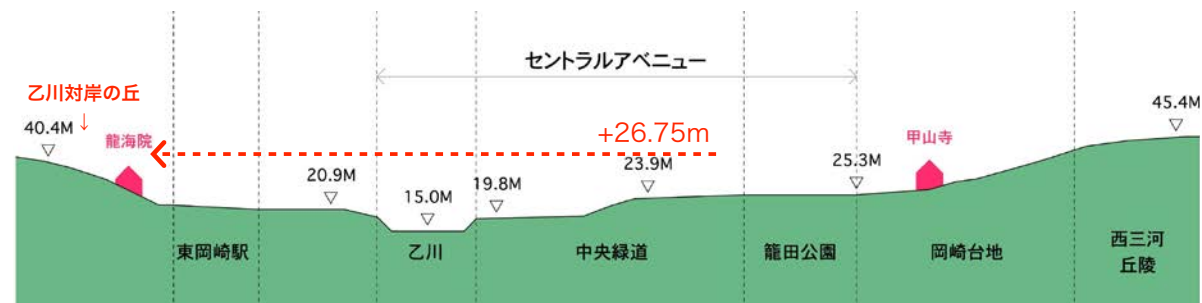 セントラルアベニュー
乙川対岸の丘
↓
40.4M
龍海院
+26.75m
甲山寺
45.4M
20.9M
15.0M
19.8M
23.9M
25.3M
東岡崎駅
乙川
中央緑道
籠田公園
岡崎台地
西三河
丘陵